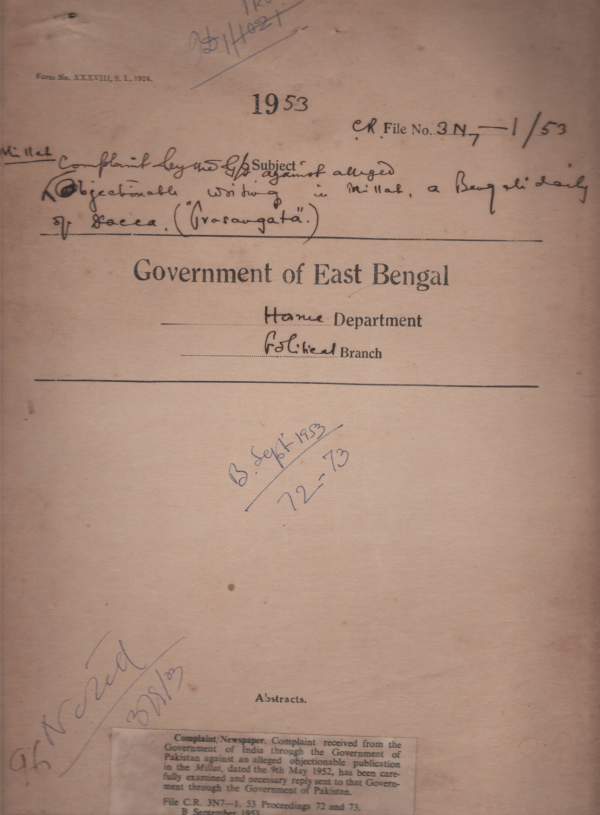 Form No. XXXVIII, S. I., 1924.
1953
C.R. File No. 3N7—1/53
Millat
Complaint by the G/I against alleged
Subject
Objectionable writing in Millat, a Bengali daily
of Dacca. ("Prosangata".)
Government of East Bengal
Home Department
Political Branch
B. Sept 1953
72-73
Noted
Abstracts.
Complaint/Newspaper. Complaint received from the
Government of India through the Government of
Pakistan against an alleged objectionable publication
in the Millat, dated the 9th May 1952, has been care-
fully examined and necessary reply sent to that Govern-
ment through the Government of Pakistan.
File C.R. 3N7—1. 53 Proceedings 72 and 73.
B September 1953